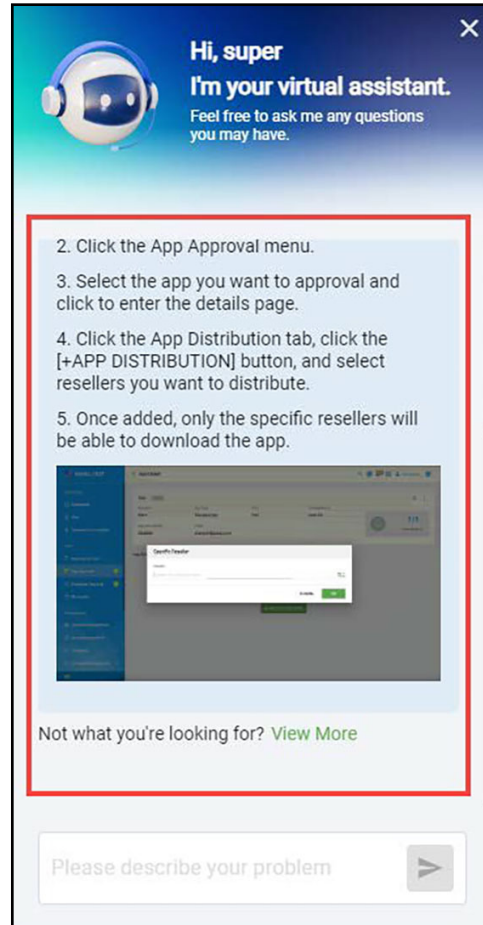 Hi, super
I'm your virtual assistant.
Feel free to ask me any questions
you may have.
2. Click the App Approval menu.
3. Select the app you want to approval and
click to enter the details page.
4. Click the App Distribution tab, click the
[+APP DISTRIBUTION] button, and select
resellers you want to distribute.
5. Once added, only the specific resellers will
be able to download the app.
Specific Reseller
Not what you're looking for? View More
Please describe your problem